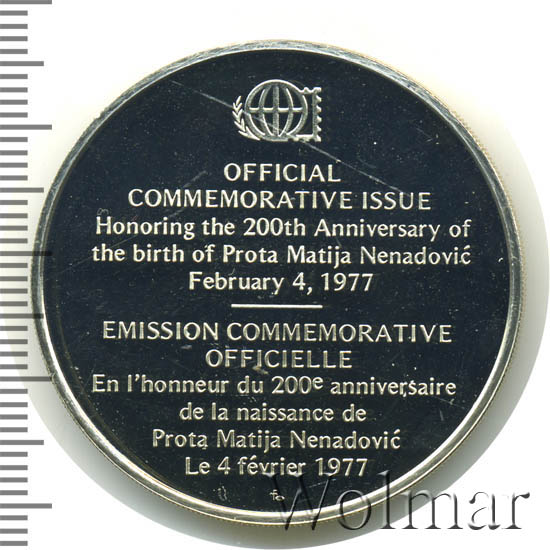 OFFICIAL
COMMEMORATIVE ISSUE
Honoring the 200th Anniversary of
the birth of Prota Matija Nenadović
February 4, 1977
EMISSION COMMEMORATIVE
OFFICIELLE
En l'honneur du 200e anniversaire
de la naissance de
Prota Matija Nenadović
Le 4 février 1977
Wolmar